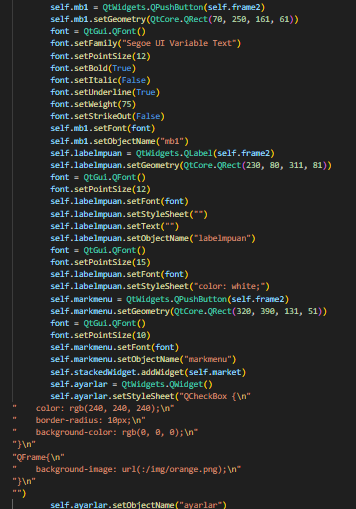 self.mb1 = QtWidgets.QPushButton(self.frame2)
self.mb1.setGeometry(QtCore.QRect(70, 250, 161, 61))
font = QtGui.QFont()
font.setFamily("Segoe UI Variable Text")
font.setPointSize(12)
font.setBold(True)
font.setItalic(False)
font.setUnderline(True)
font.setWeight(75)
font.setStrikeOut(False)
self.mb1.setFont(font)
self.mb1.setObjectName("mb1")
self.labelmpuan = QtWidgets.QLabel(self.frame2)
self.labelmpuan.setGeometry(QtCore.QRect(230, 80, 311, 81))
font = QtGui.QFont()
font.setPointSize(12)
self.labelmpuan.setFont(font)
self.labelmpuan.setStyleSheet("")
self.labelmpuan.setText("")
self.labelmpuan.setObjectName("labelmpuan")
font = QtGui.QFont()
font.setPointSize(15)
self.labelmpuan.setFont(font)
self.labelmpuan.setStyleSheet("color: white;")
self.markmenu = QtWidgets.QPushButton(self.frame2)
self.markmenu.setGeometry(QtCore.QRect(320, 390, 131, 51))
font = QtGui.QFont()
font.setPointSize(10)
self.markmenu.setFont(font)
self.markmenu.setObjectName("markmenu")
self.stackedWidget.addWidget(self.market)
self.ayarlar = QtWidgets.QWidget()
self.ayarlar.setStyleSheet("QCheckBox {\n"
"    color: rgb(240, 240, 240);\n"
"    border-radius: 10px;\n"
"    background-color: rgb(0, 0, 0);\n"
"}\n"
"QFrame{\n"
"    background-image: url(:/img/orange.png);\n"
"}\n"
"")
self.ayarlar.setObjectName("ayarlar")